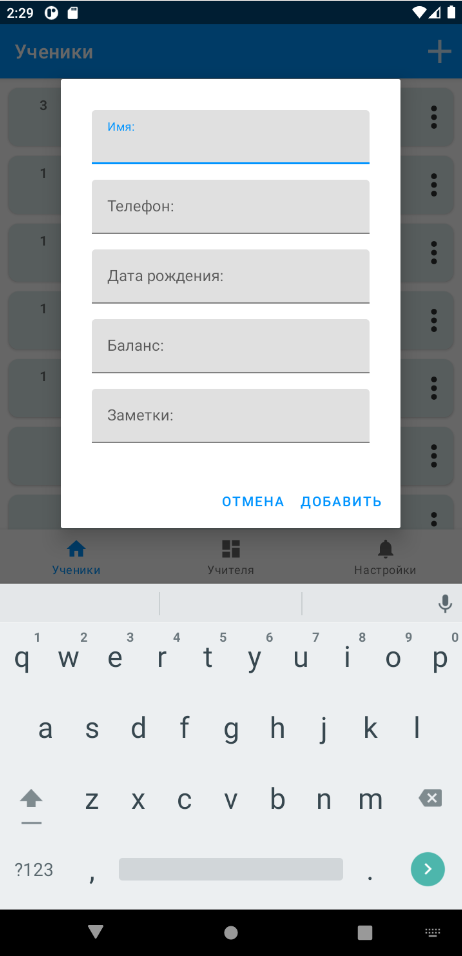 2:29
Ученики
3
1
1
1
1
Имя:
Телефон:
Дата рождения:
Баланс:
Заметки:
ОТМЕНА ДОБАВИТЬ
Ученики Учителя Настройки
1 2 3 4 5 6 7 8 9 0
q w e r t y u i o p
a s d f g h j k l
z x c v b n m
?123 , .